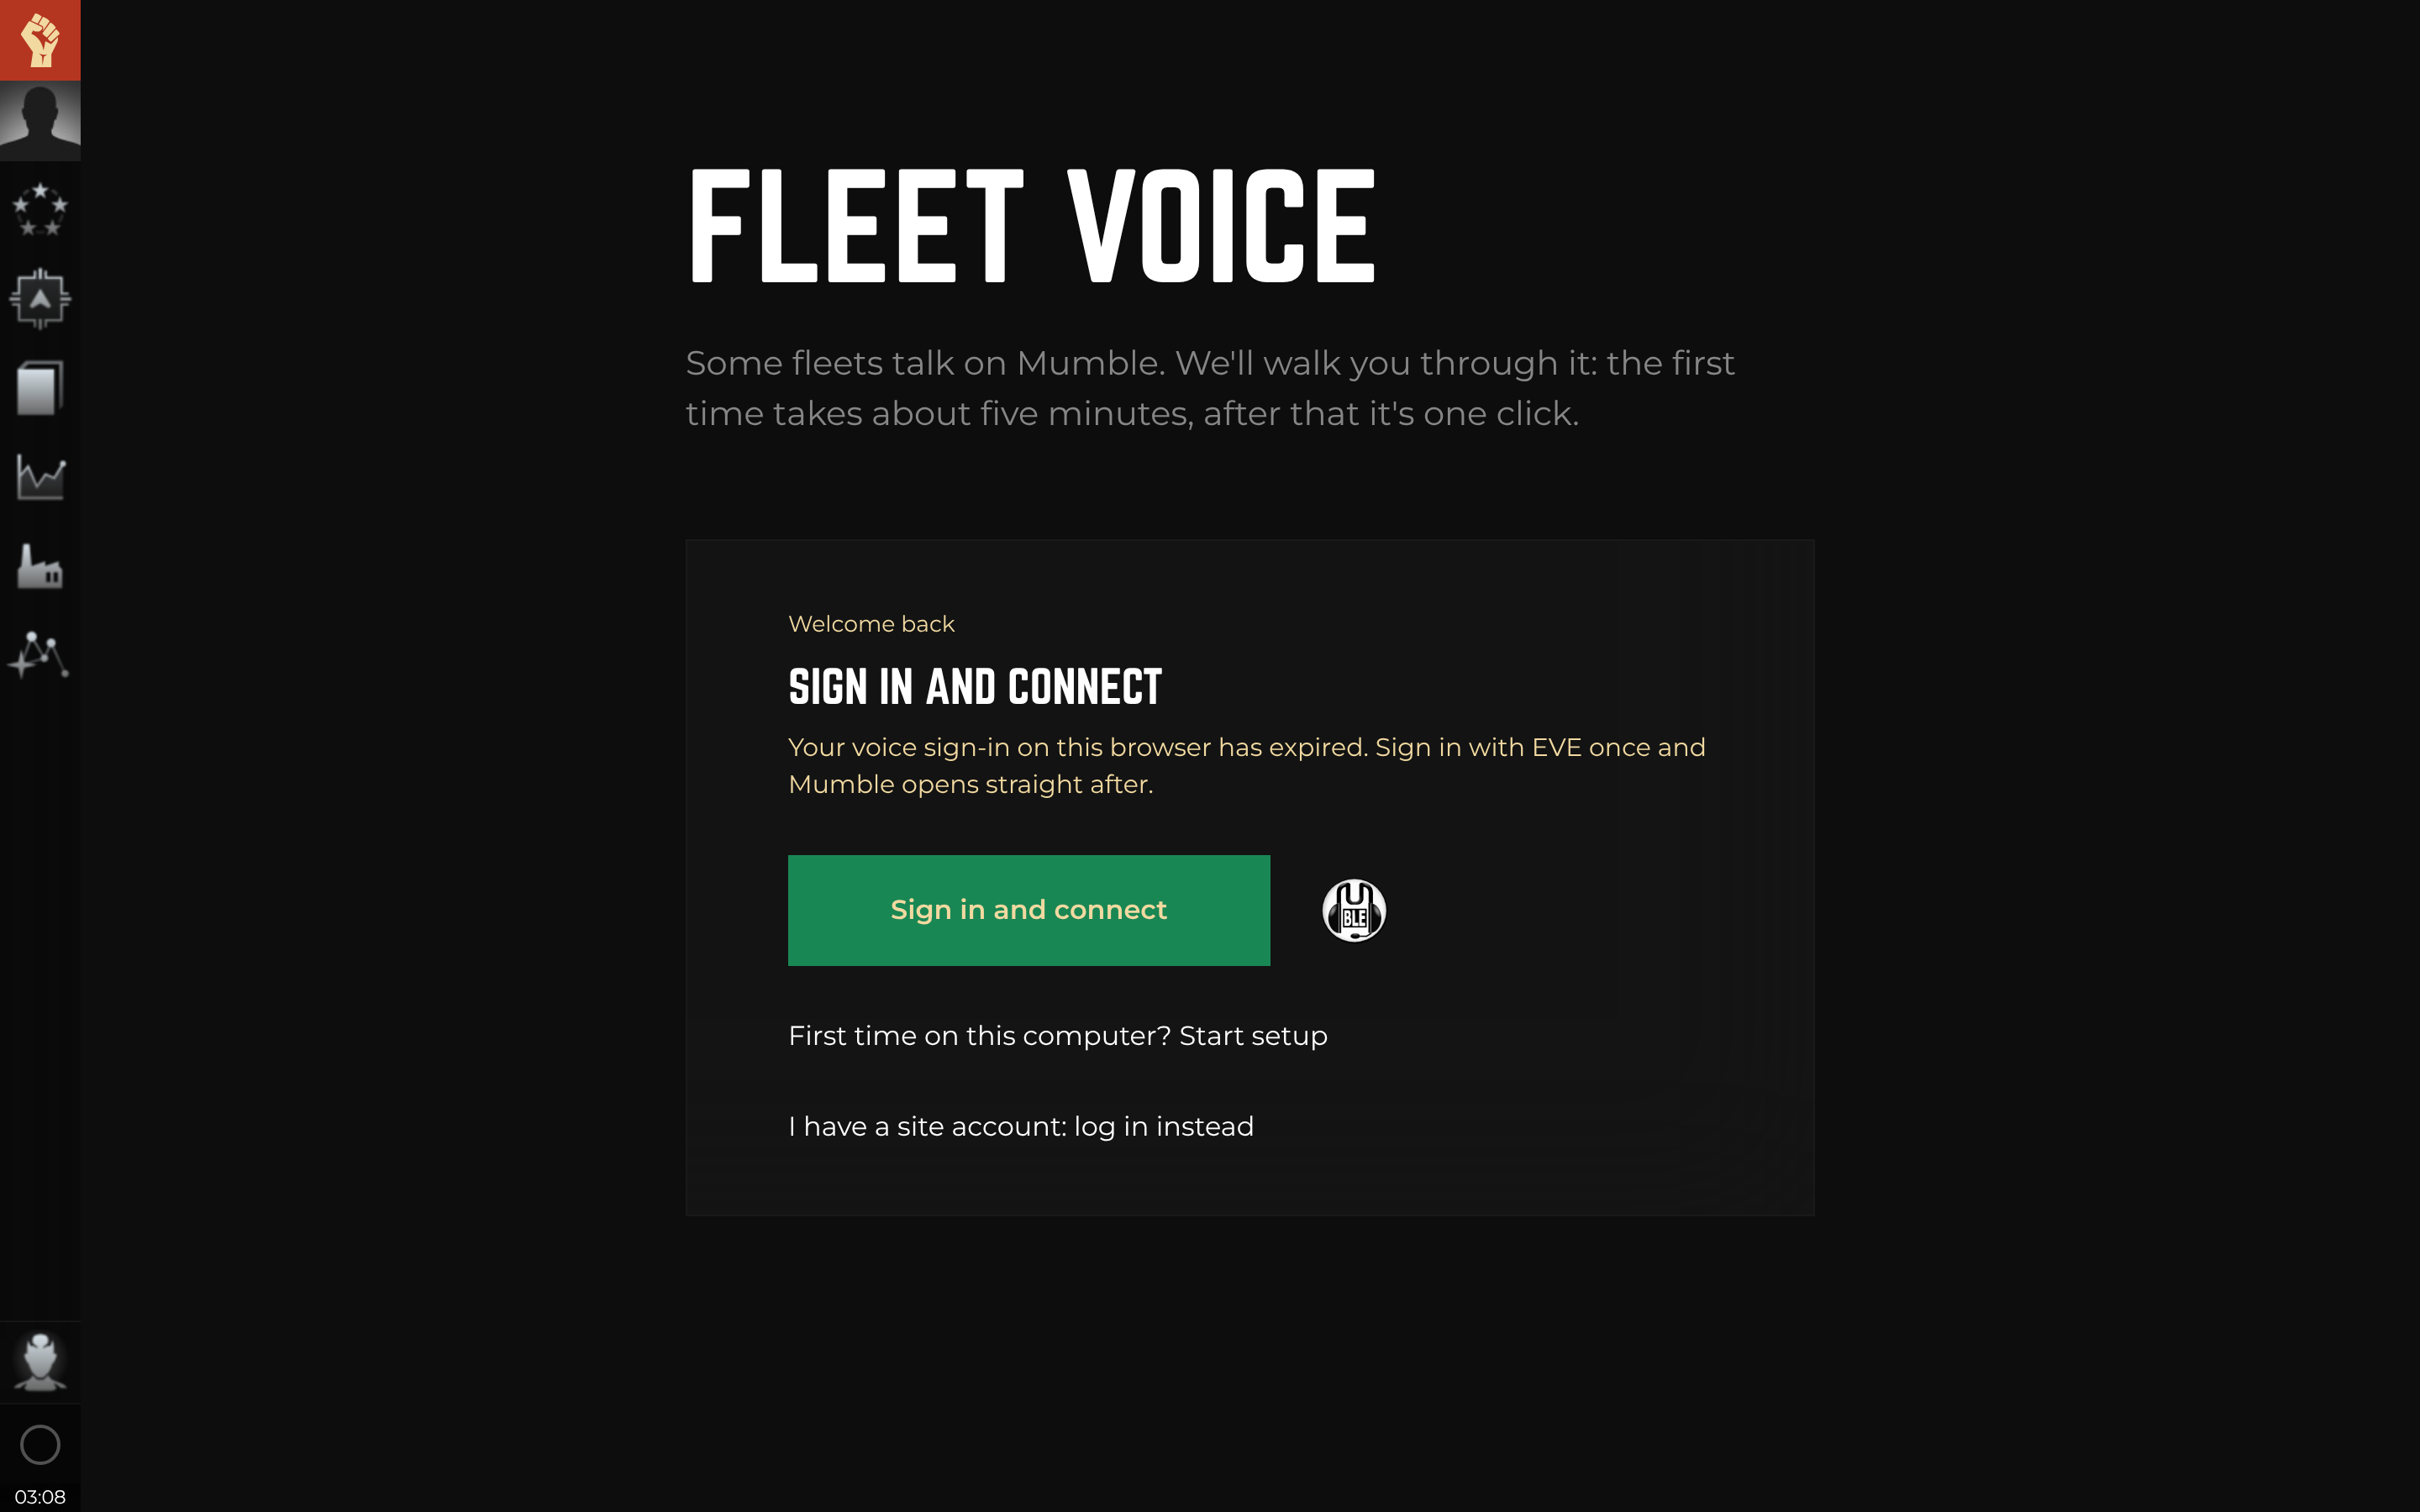 FLEET VOICE
Some fleets talk on Mumble. We'll walk you through it: the first
time takes about five minutes, after that it's one click.
Welcome back
SIGN IN AND CONNECT
Your voice sign-in on this browser has expired. Sign in with EVE once and
Mumble opens straight after.
Sign in and connect
BLE
First time on this computer? Start setup
I have a site account: log in instead
03:08